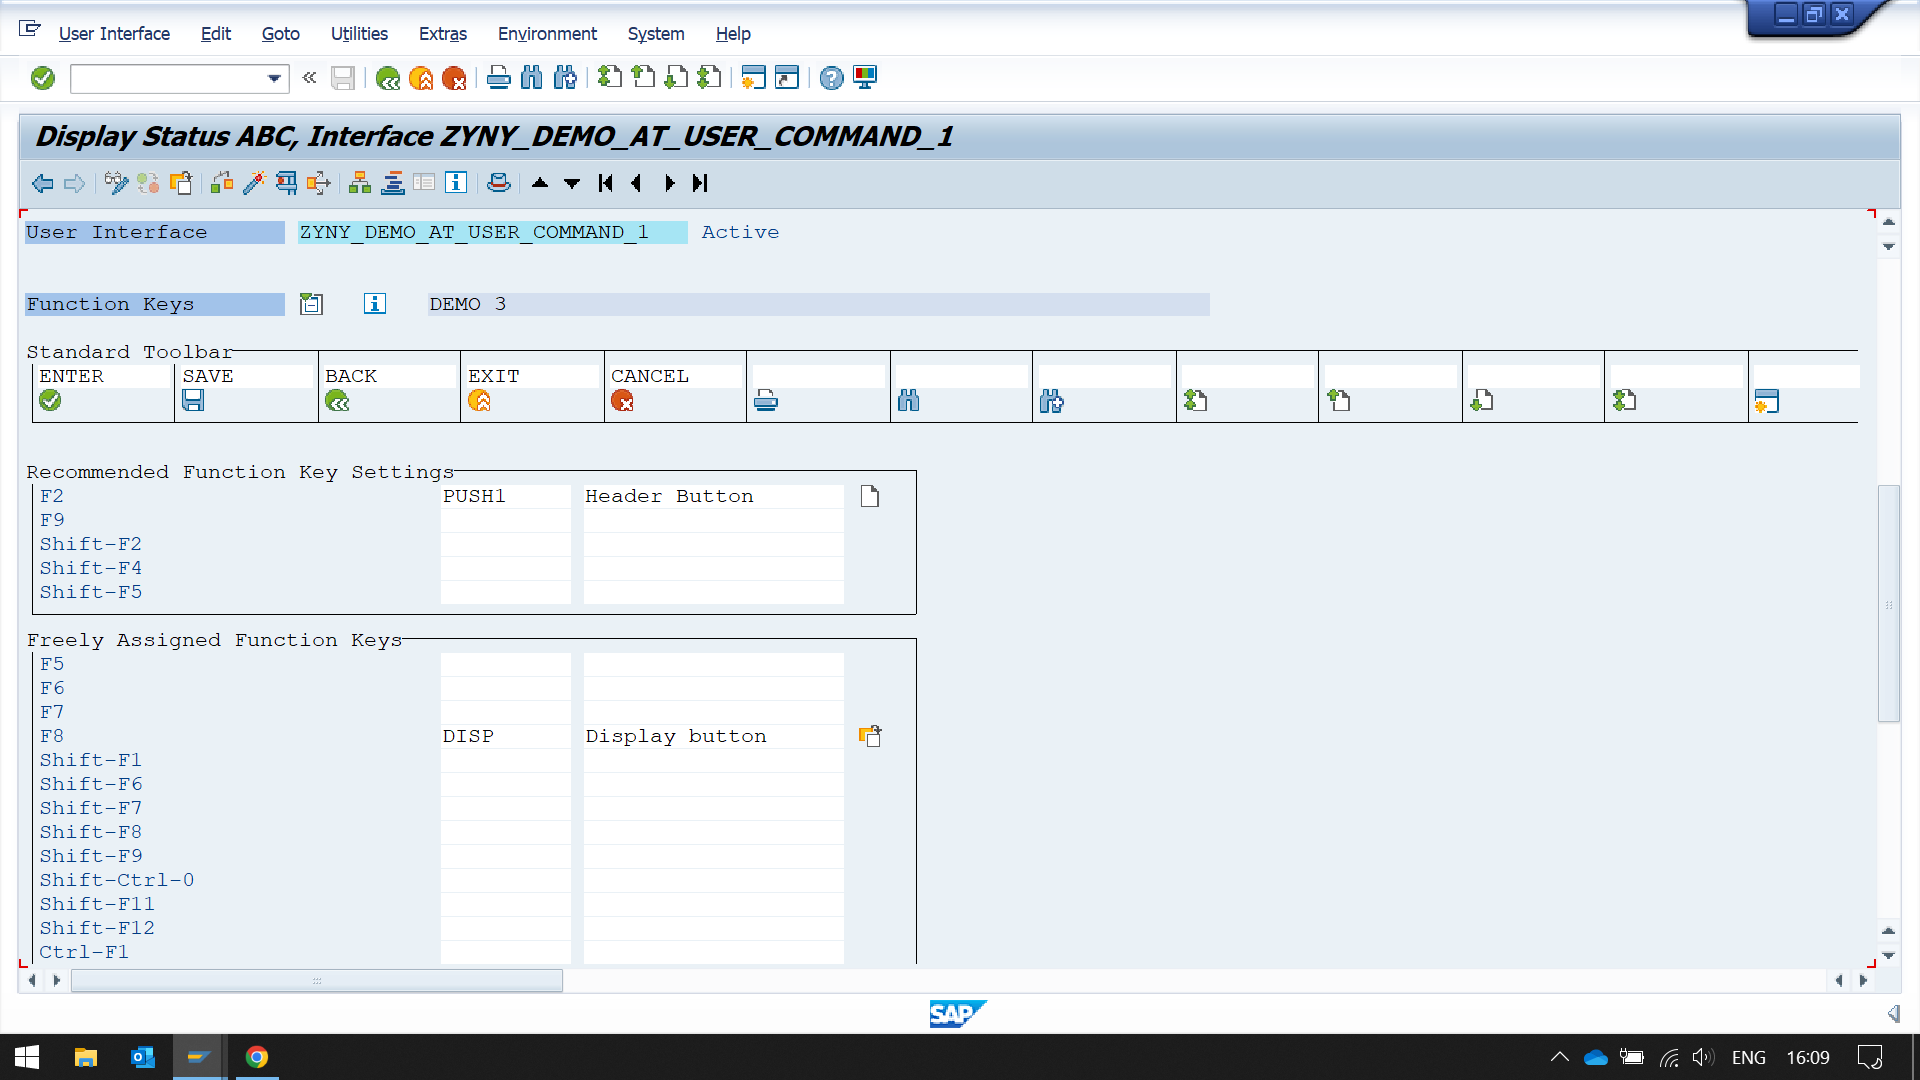 User Interface Edit Goto Utilities Extras Environment System Help
Display Status ABC, Interface ZYNY_DEMO_AT_USER_COMMAND_1
User Interface ZYNY_DEMO_AT_USER_COMMAND_1 Active
Function Keys DEMO 3
Standard Toolbar
ENTER SAVE BACK EXIT CANCEL
Recommended Function Key Settings
F2 PUSH1 Header Button
F9
Shift-F2
Shift-F4
Shift-F5
Freely Assigned Function Keys
F5
F6
F7
F8 DISP Display button
Shift-F1
Shift-F6
Shift-F7
Shift-F8
Shift-F9
Shift-Ctrl-0
Shift-F11
Shift-F12
Ctrl-F1
SAP
ENG 16:09